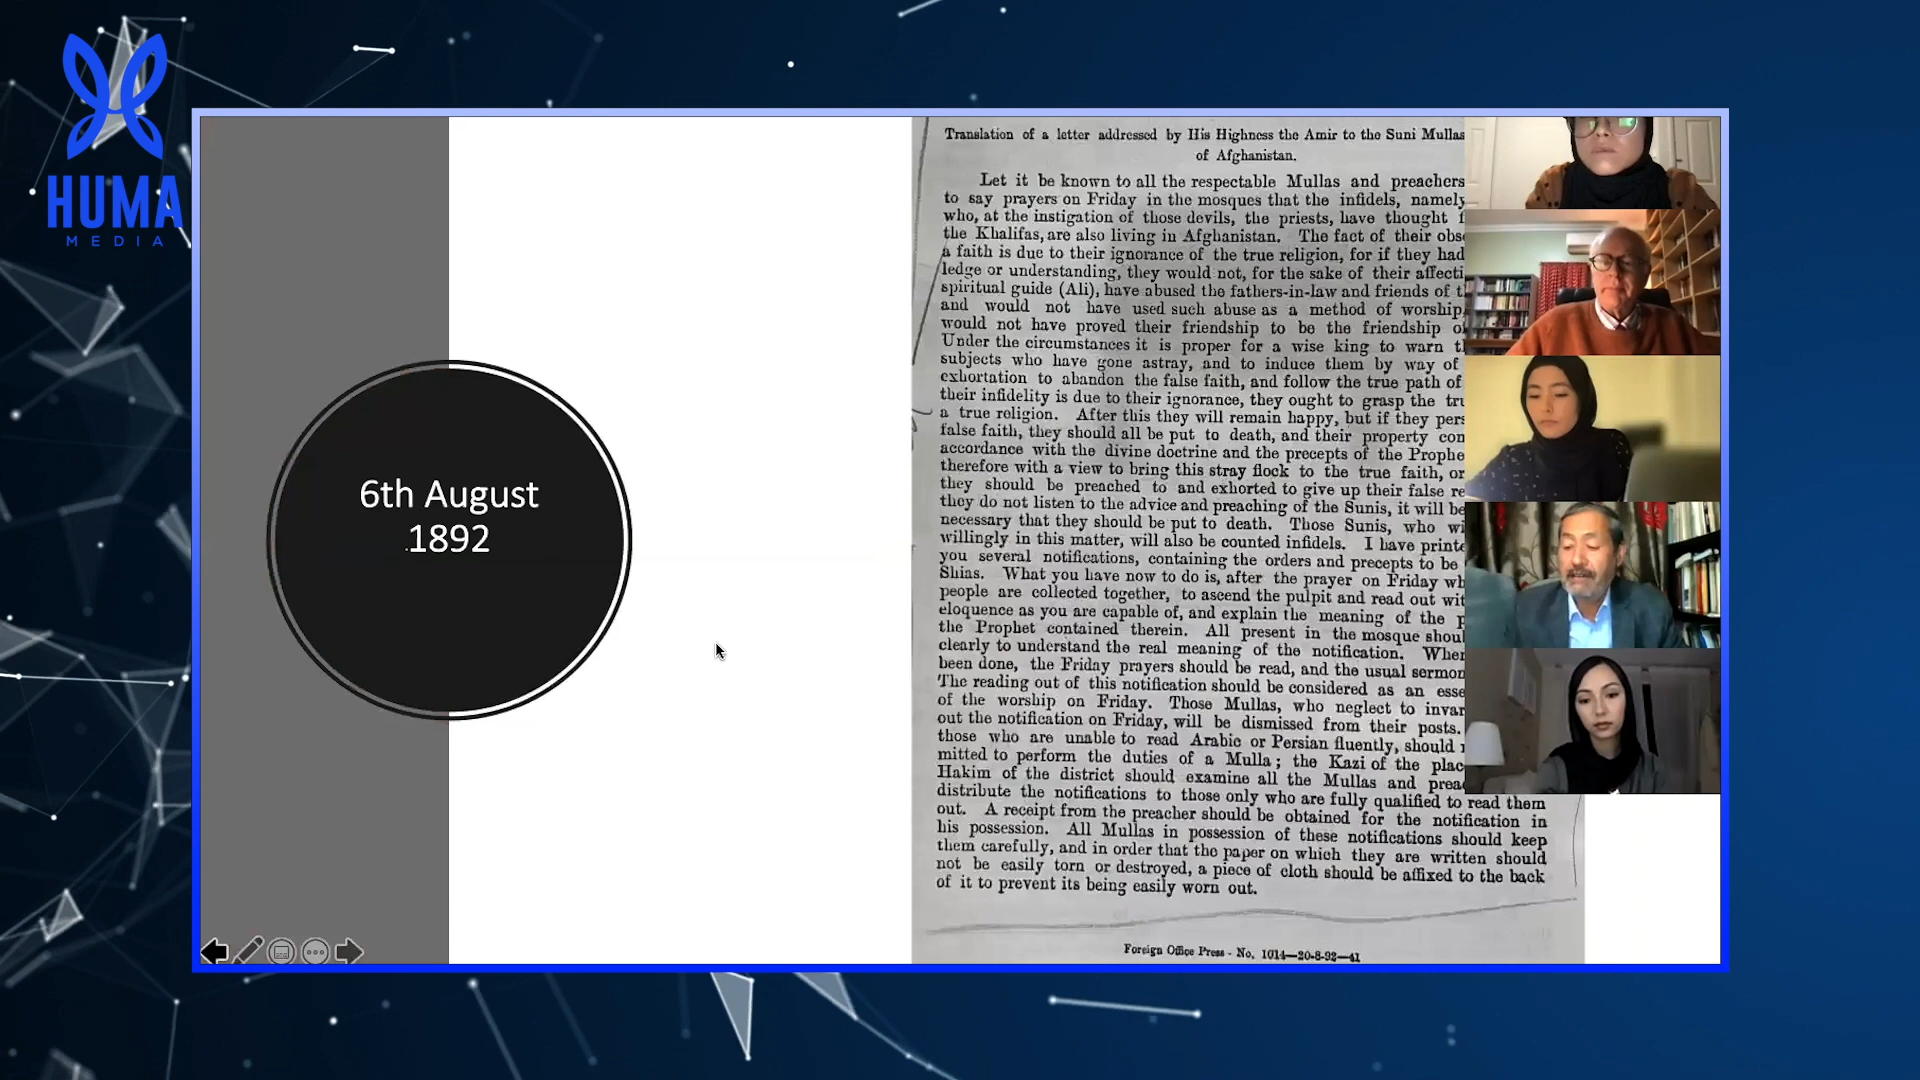 HUMA
MEDIA
6th August
1892
Translation of a letter addressed by His Highness the Amir to the Suni Mullas
of Afghanistan.
Let it be known to all the respectable Mullas and preachers
to say prayers on Friday in the mosques that the infidels, namely
who, at the instigation of those devils, the priests, have thought
the Khalifas, are also living in Afghanistan. The fact of their
a faith is due to their ignorance of the true religion, for if they had
ledge or understanding, they would not, for the sake of their
spiritual guide (Ali), have abused the fathers-in-law and friends of
and would not have used such abuse as a method of worship,
would not have proved their friendship to be the friendship
Under the circumstances it is proper for a wise king to warn
subjects who have gone astray, and to induce them by way of
exhortation to abandon the false faith, and follow the true path of
their infidelity is due to their ignorance, they ought to grasp the
a true religion. After this they will remain happy, but if they
false faith, they should all be put to death, and their property
accordance with the divine doctrine and the precepts of the
therefore with a view to bring this stray flock to the true faith,
they should be preached to and exhorted to give up their false
they do not listen to the advice and preaching of the Sunis, it will be
necessary that they should be put to death. Those Sunis, who
willingly in this matter, will also be counted infidels. I have
you several notifications, containing the orders and precepts to be
Shias. What you have now to do is, after the prayer on Friday
people are collected together, to ascend the pulpit and read out
eloquence as you are capable of, and explain the meaning of the
the Prophet contained therein. All present in the mosque
clearly to understand the real meaning of the notification.
been done, the Friday prayers should be read, and the usual sermon
The reading out of this notification should be considered as an
of the worship on Friday. Those Mullas, who neglect to
out the notification on Friday, will be dismissed from their posts.
those who are unable to read Arabic or Persian fluently, should
mitted to perform the duties of a Mulla; the Kazi of the
Hakim of the district should examine all the Mullas and
distribute the notifications to those only who are fully qualified to read them
out. A receipt from the preacher should be obtained for the notification in
his possession. All Mullas in possession of these notifications should keep
them carefully, and in order that the paper on which they are written should
not be easily torn or destroyed, a piece of cloth should be affixed to the back
of it to prevent its being easily worn out.
Foreign Office Press - No. 1014—20-8-92—41